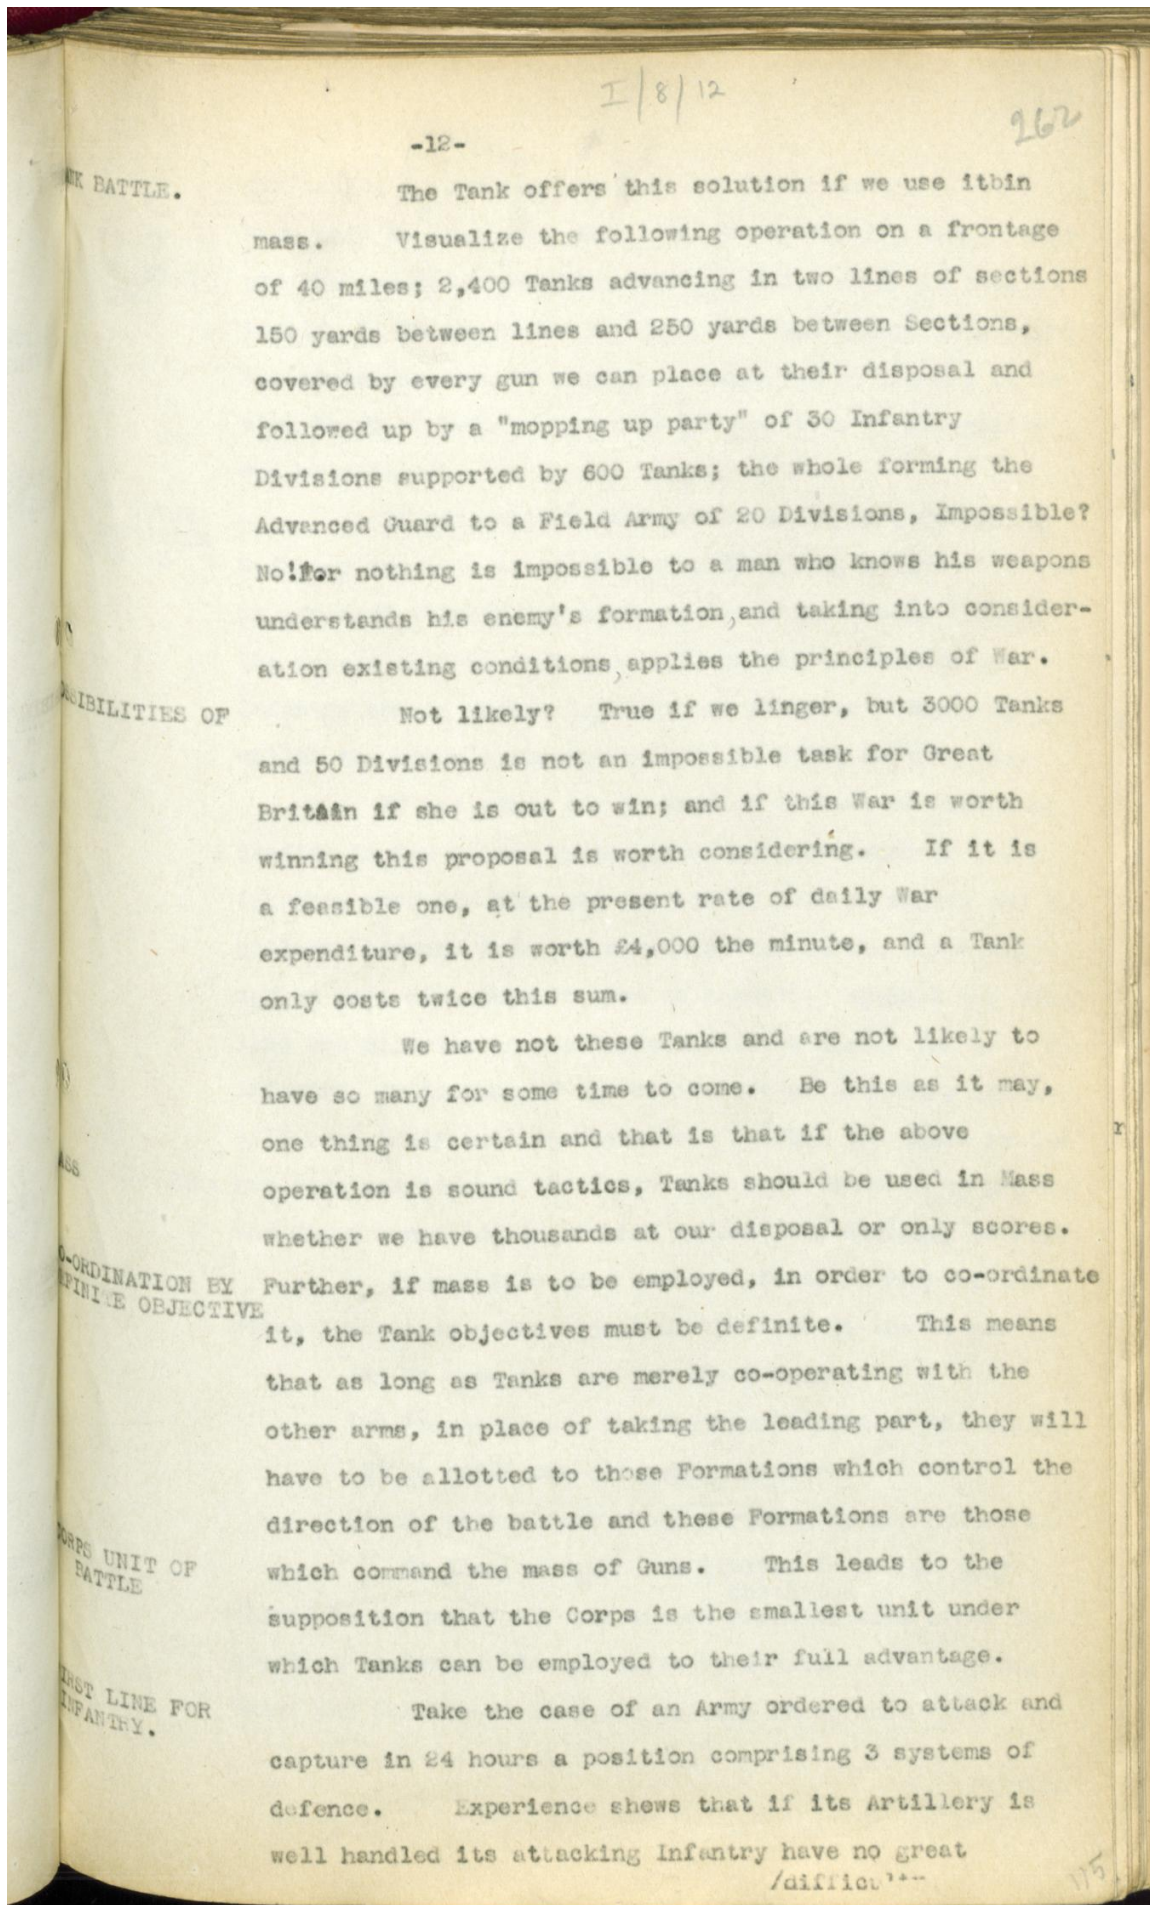 I/8/12
262
-12-
NK BATTLE.
The Tank offers this solution if we use itbin
mass. Visualize the following operation on a frontage
of 40 miles; 2,400 Tanks advancing in two lines of sections
150 yards between lines and 250 yards between Sections,
covered by every gun we can place at their disposal and
followed up by a "mopping up party" of 30 Infantry
Divisions supported by 600 Tanks; the whole forming the
Advanced Guard to a Field Army of 20 Divisions, Impossible?
No! for nothing is impossible to a man who knows his weapons
understands his enemy's formation, and taking into consider-
ation existing conditions, applies the principles of War.
SIBILITIES OF
Not likely? True if we linger, but 3000 Tanks
and 50 Divisions is not an impossible task for Great
Britain if she is out to win; and if this War is worth
winning this proposal is worth considering. If it is
a feasible one, at the present rate of daily War
expenditure, it is worth £4,000 the minute, and a Tank
only costs twice this sum.
We have not these Tanks and are not likely to
have so many for some time to come. Be this as it may,
one thing is certain and that is that if the above
ASS
operation is sound tactics, Tanks should be used in Mass
whether we have thousands at our disposal or only scores.
O-ORDINATION BY
FINITE OBJECTIVE
Further, if mass is to be employed, in order to co-ordinate
it, the Tank objectives must be definite. This means
that as long as Tanks are merely co-operating with the
other arms, in place of taking the leading part, they will
have to be allotted to those Formations which control the
direction of the battle and these Formations are those
CORPS UNIT OF
BATTLE
which command the mass of Guns. This leads to the
supposition that the Corps is the smallest unit under
which Tanks can be employed to their full advantage.
IRST LINE FOR
INFANTRY.
Take the case of an Army ordered to attack and
capture in 24 hours a position comprising 3 systems of
defence. Experience shews that if its Artillery is
well handled its attacking Infantry have no great
/difficulty
115